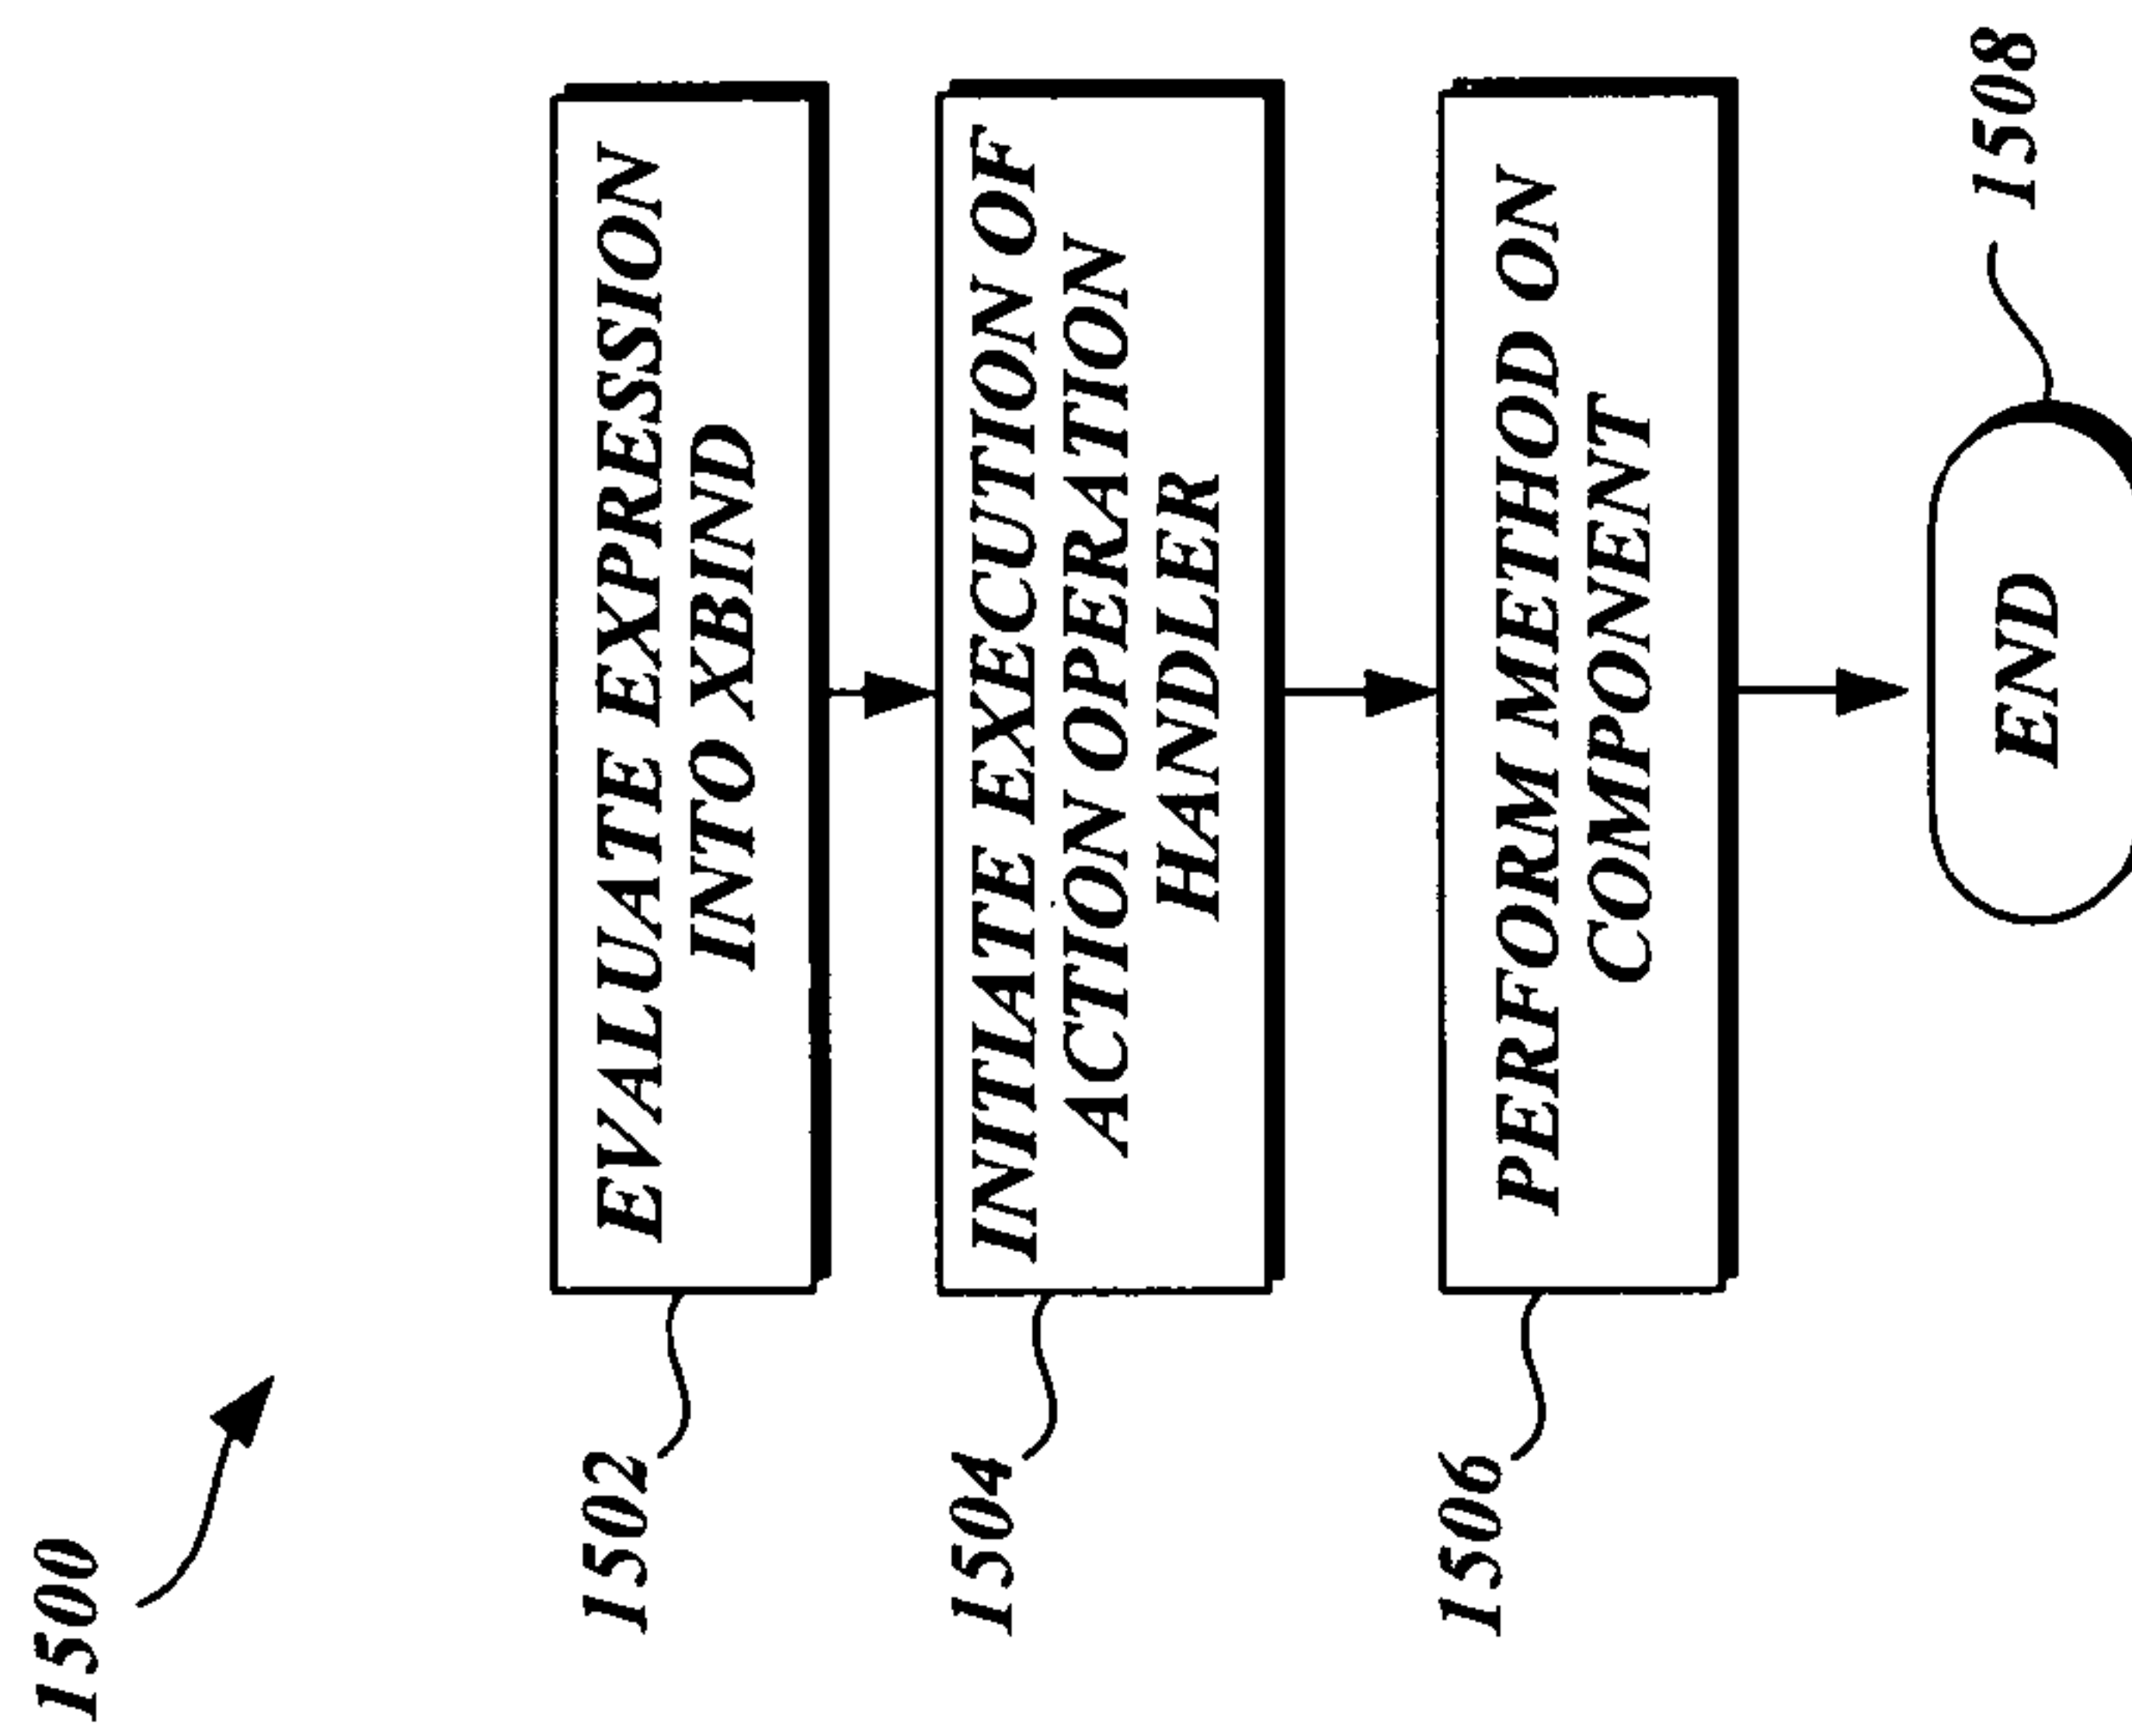 1500
1502
EVALUATE EXPRESSION
INTO XBIND
1504
INITIATE EXECUTION OF
ACTION OPERATION
HANDLER
1506
PERFORM METHOD ON
COMPONENT
1508
END